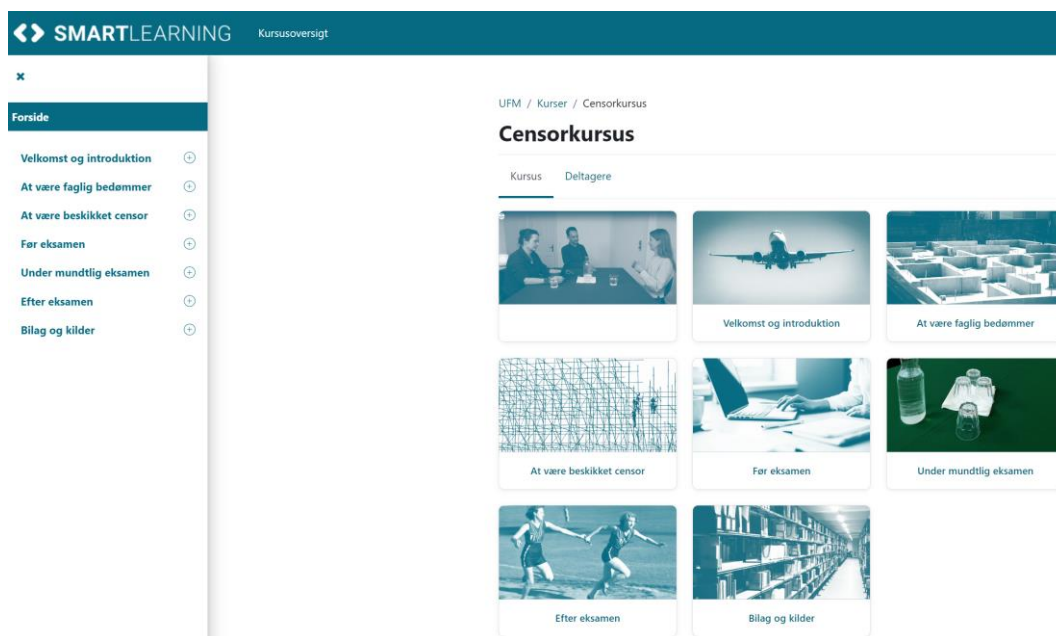 SMARTLEARNING Kursusoversigt
Forside
Velkomst og introduktion
At være faglig bedømmer
At være beskikket censor
Før eksamen
Under mundtlig eksamen
Efter eksamen
Bilag og kilder
UFM / Kurser / Censorkursus
Censorkursus
Kursus Deltagere
Velkomst og introduktion
At være faglig bedømmer
At være beskikket censor
Før eksamen
Under mundtlig eksamen
Efter eksamen
Bilag og kilder